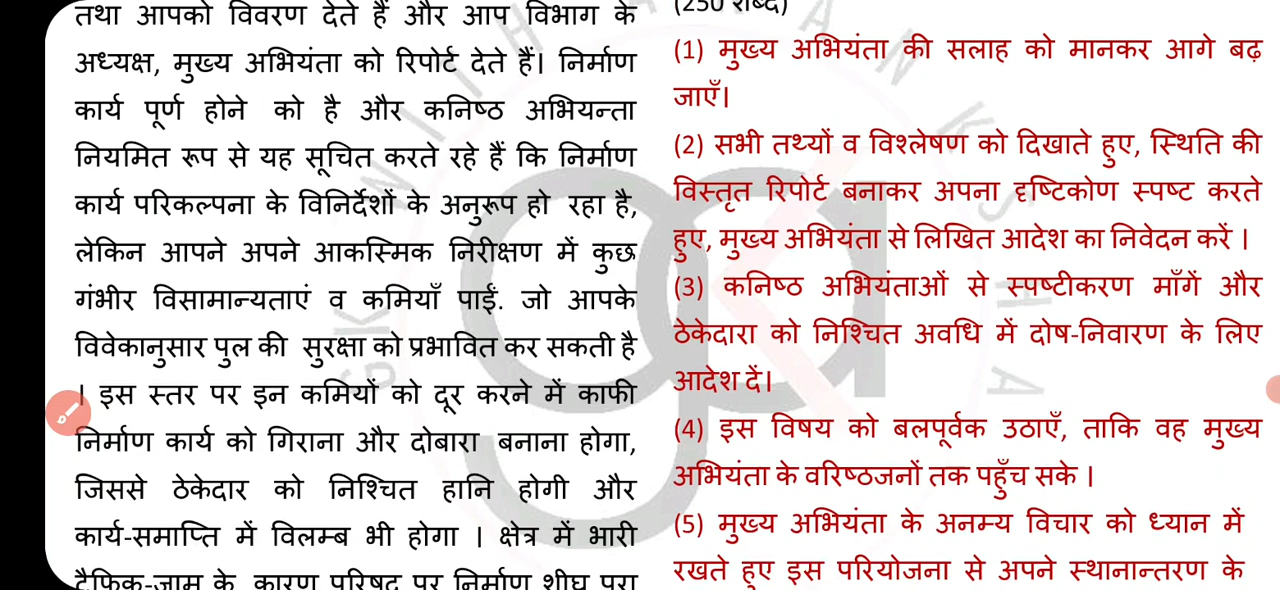 तथा आपको विवरण देते हैं और आप विभाग के
अध्यक्ष, मुख्य अभियंता को रिपोर्ट देते हैं। निर्माण
कार्य पूर्ण होने को है और कनिष्ठ अभियन्ता
नियमित रूप से यह सूचित करते रहे हैं कि निर्माण
कार्य परिकल्पना के विनिर्देशों के अनुरूप हो रहा है,
लेकिन आपने अपने आकस्मिक निरीक्षण में कुछ
गंभीर विसामान्यताएं व कमियाँ पाईं. जो आपके
विवेकानुसार पुल की सुरक्षा को प्रभावित कर सकती है
| इस स्तर पर इन कमियों को दूर करने में काफी
निर्माण कार्य को गिराना और दोबारा बनाना होगा,
जिससे ठेकेदार को निश्चित हानि होगी और
कार्य-समाप्ति में विलम्ब भी होगा | क्षेत्र में भारी
ट्रैफिक-जाम के कारण परिषद पर निर्माण शीघ्र पूरा
(250 शब्द)
(1) मुख्य अभियंता की सलाह को मानकर आगे बढ़
जाएँ।
(2) सभी तथ्यों व विश्लेषण को दिखाते हुए, स्थिति की
विस्तृत रिपोर्ट बनाकर अपना दृष्टिकोण स्पष्ट करते
हुए, मुख्य अभियंता से लिखित आदेश का निवेदन करें |
(3) कनिष्ठ अभियंताओं से स्पष्टीकरण माँगें और
ठेकेदारा को निश्चित अवधि में दोष-निवारण के लिए
आदेश दें।
(4) इस विषय को बलपूर्वक उठाएँ, ताकि वह मुख्य
अभियंता के वरिष्ठजनों तक पहुँच सके |
(5) मुख्य अभियंता के अनम्य विचार को ध्यान में
रखते हुए इस परियोजना से अपने स्थानान्तरण के